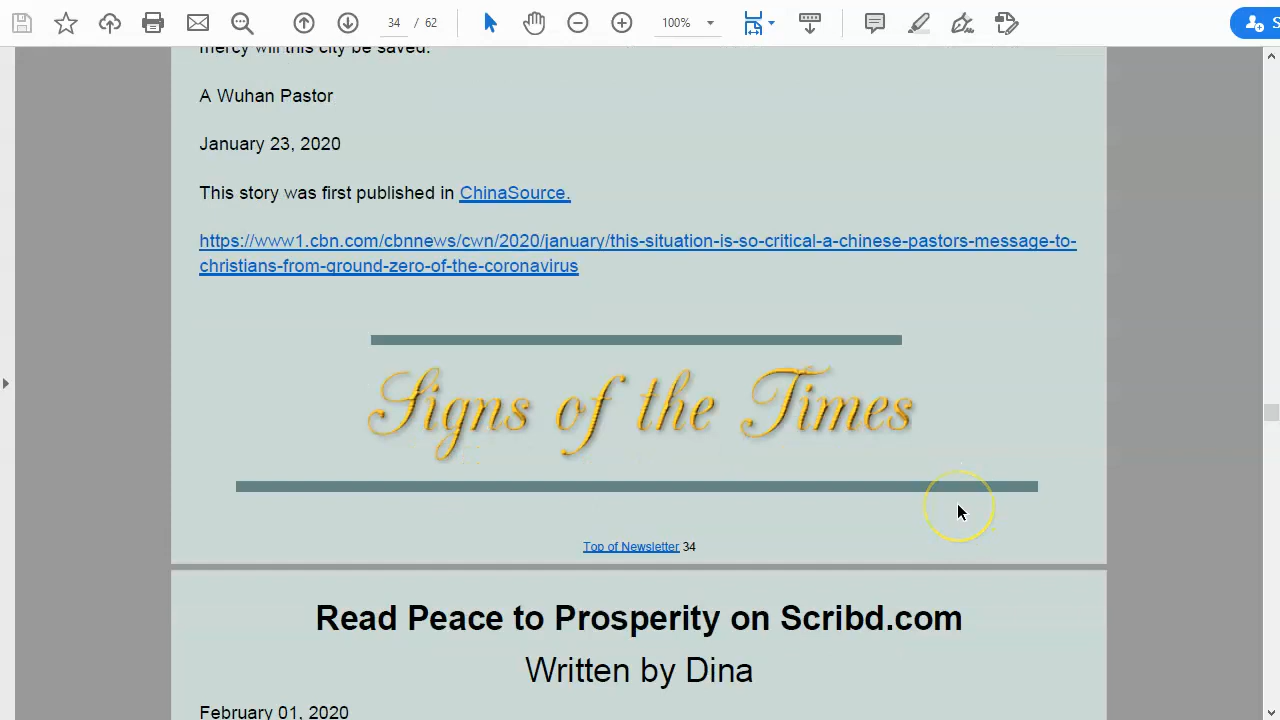 34 / 62
100%
mercy will this city be saved.
A Wuhan Pastor
January 23, 2020
This story was first published in ChinaSource.
https://www1.cbn.com/cbnnews/cwn/2020/january/this-situation-is-so-critical-a-chinese-pastors-message-to-
christians-from-ground-zero-of-the-coronavirus
Signs of the Times
Top of Newsletter 34
Read Peace to Prosperity on Scribd.com
Written by Dina
February 01, 2020